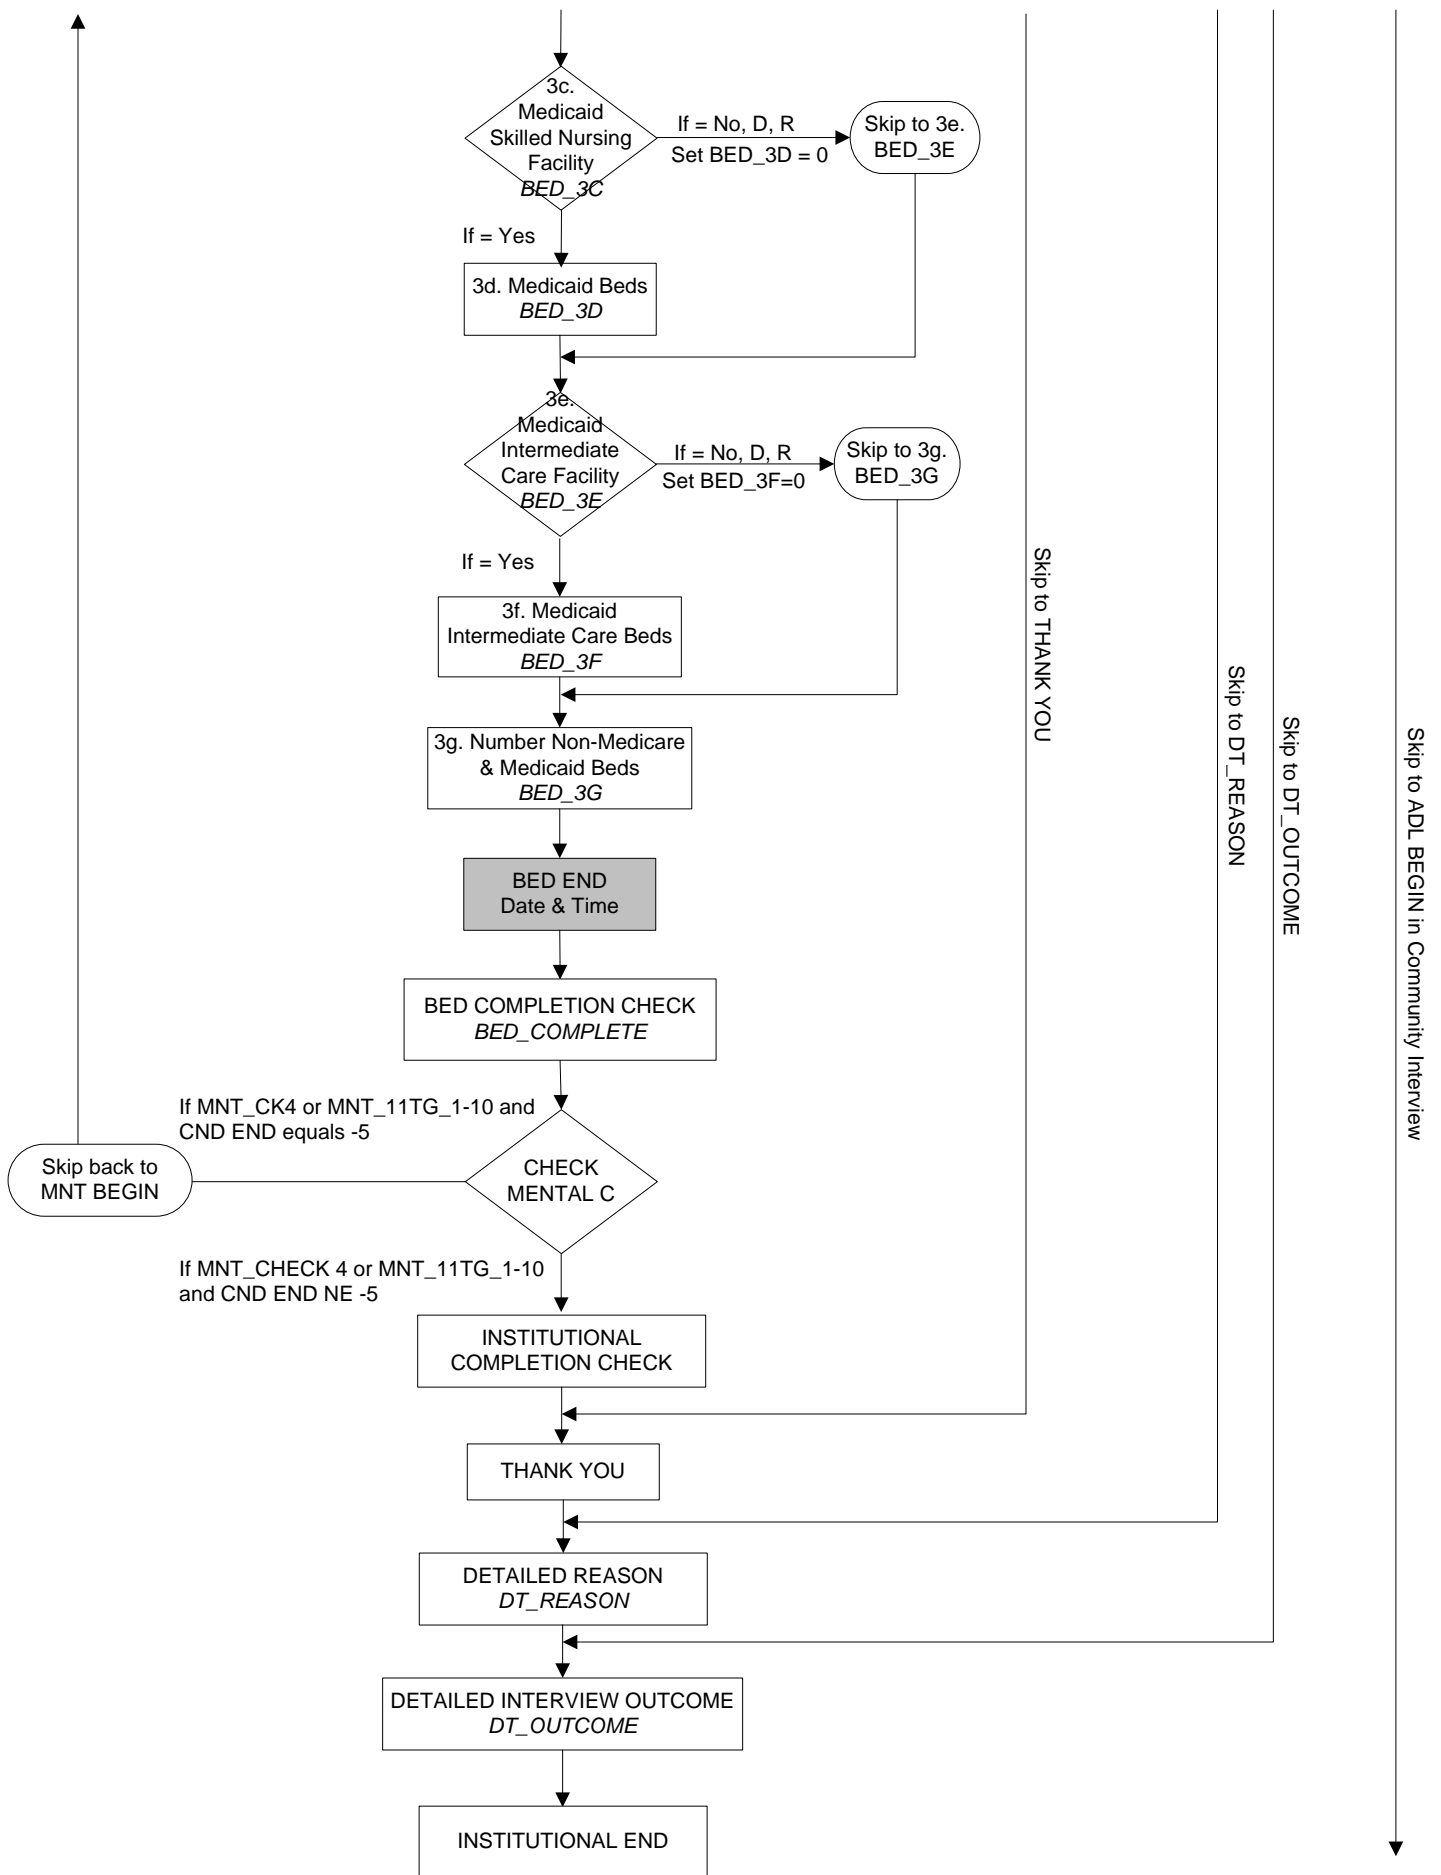 3c.
Medicaid
Skilled Nursing
Facility
BED_3C
If = No, D, R
Set BED_3D = 0
Skip to 3e.
BED_3E
If = Yes
3d. Medicaid Beds
BED_3D
3e.
Medicaid
Intermediate
Care Facility
BED_3E
If = No, D, R
Set BED_3F=0
Skip to 3g.
BED_3G
If = Yes
3f. Medicaid
Intermediate Care Beds
BED_3F
3g. Number Non-Medicare
& Medicaid Beds
BED_3G
BED END
Date & Time
BED COMPLETION CHECK
BED_COMPLETE
If MNT_CK4 or MNT_11TG_1-10 and
CND END equals -5
Skip back to
MNT BEGIN
CHECK
MENTAL C
If MNT_CHECK 4 or MNT_11TG_1-10
and CND END NE -5
INSTITUTIONAL
COMPLETION CHECK
THANK YOU
DETAILED REASON
DT_REASON
DETAILED INTERVIEW OUTCOME
DT_OUTCOME
INSTITUTIONAL END
Skip to THANK YOU
Skip to DT_REASON
Skip to DT_OUTCOME
Skip to ADL BEGIN in Community Interview